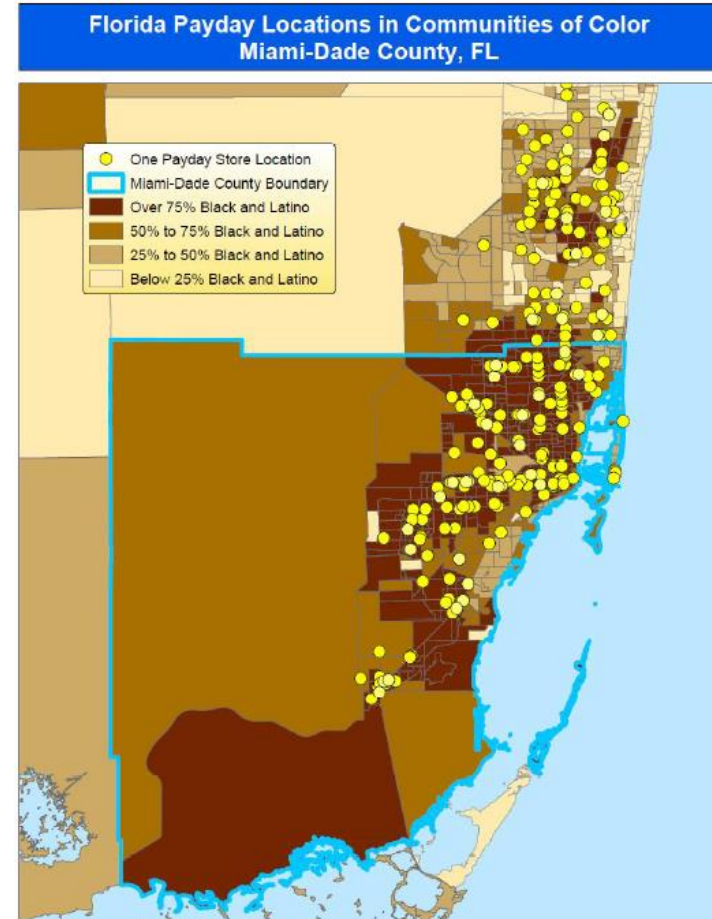 Florida Payday Locations in Communities of Color
Miami-Dade County, FL
One Payday Store Location
Miami-Dade County Boundary
Over 75% Black and Latino
50% to 75% Black and Latino
25% to 50% Black and Latino
Below 25% Black and Latino